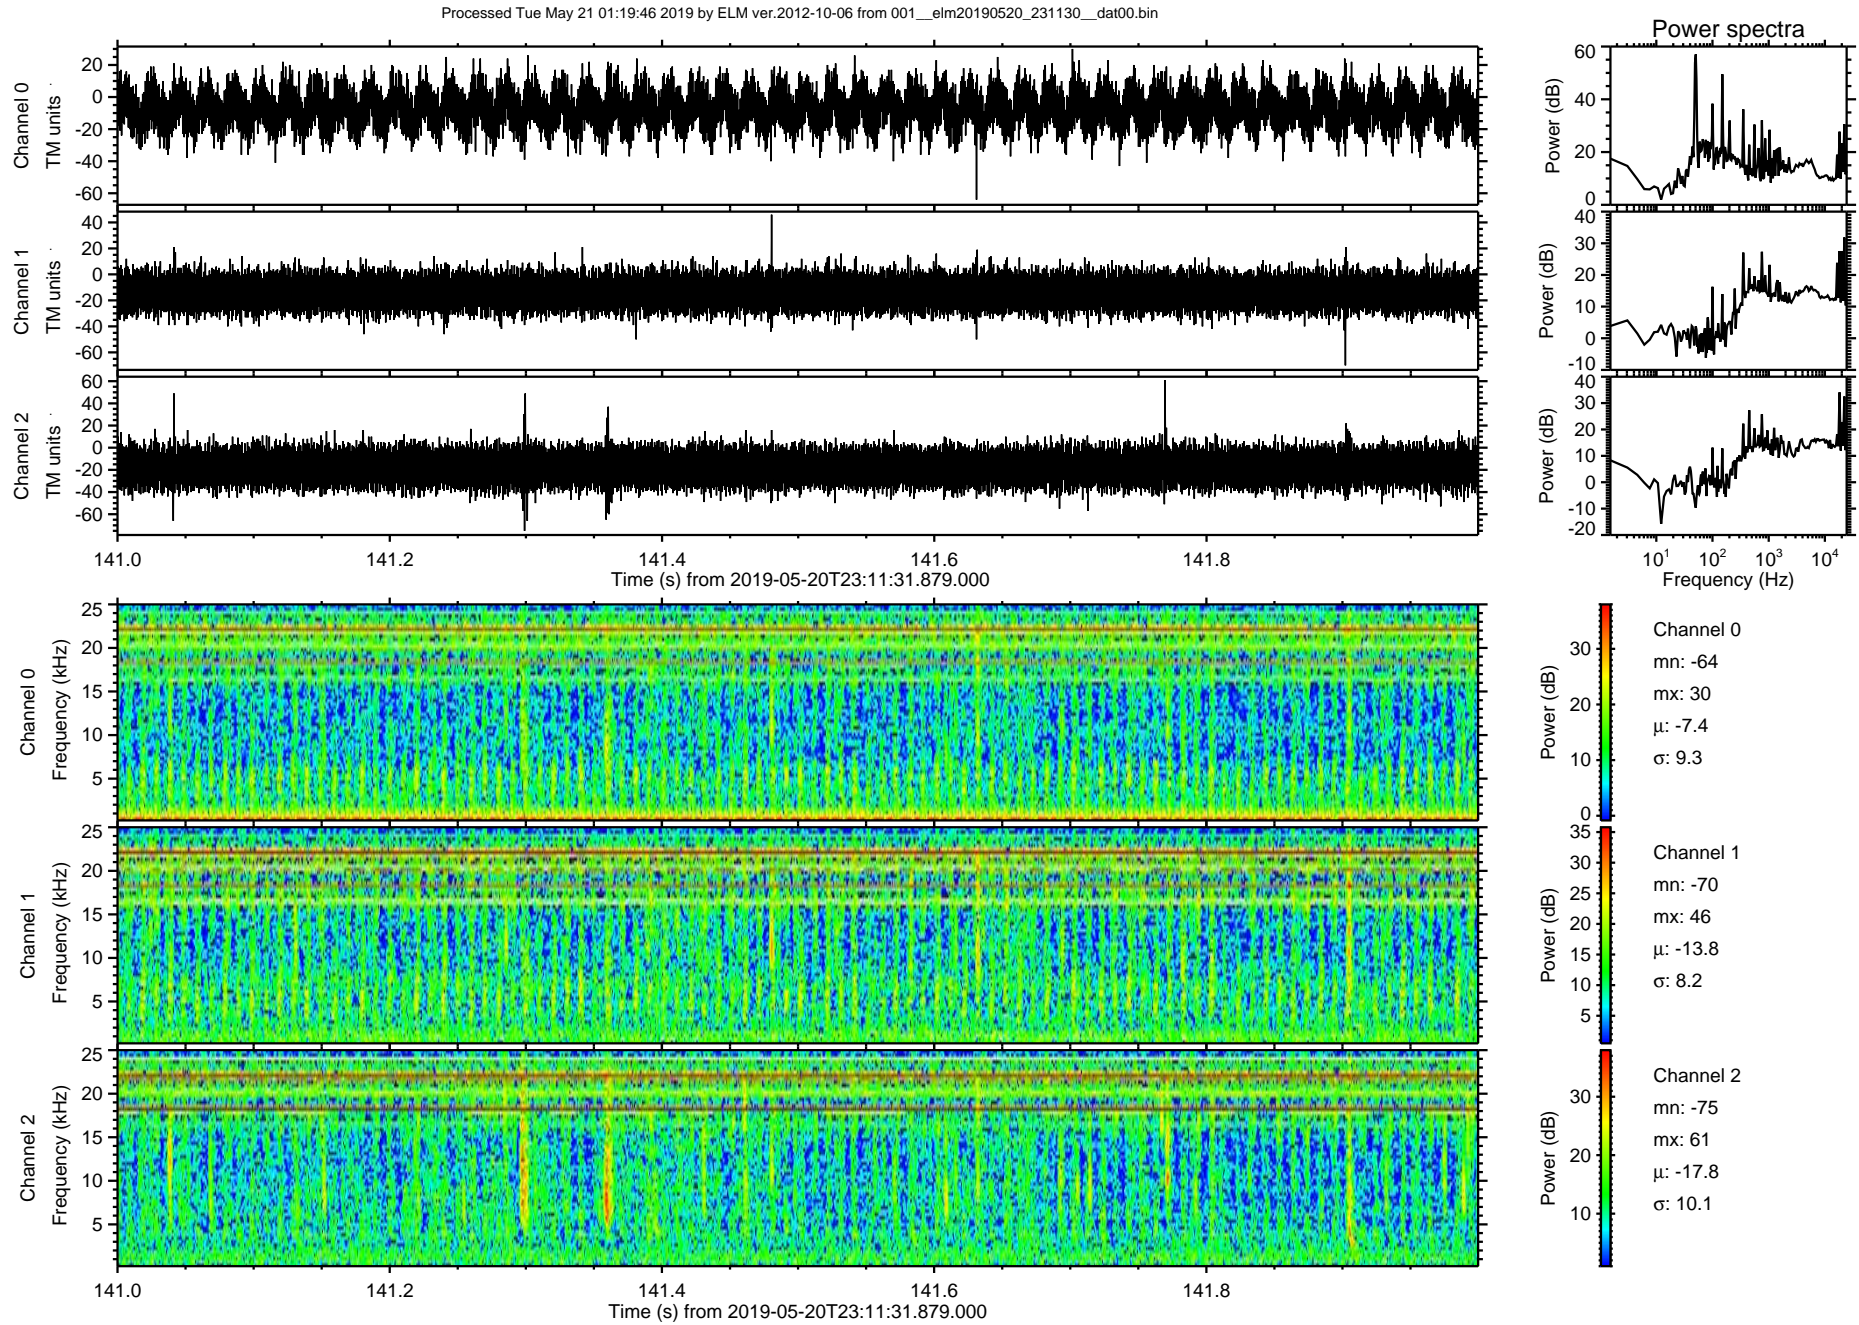 Processed Tue May 21 01:19:46 2019 by ELM ver.2012-10-06 from 001__elm20190520_231130__dat00.bin
Power spectra
Channel 0
TM units
20
0
-20
-40
-60
Power (dB)
60
40
20
0
Channel 1
TM units
40
20
0
-20
-40
-60
Power (dB)
40
30
20
10
0
-10
Channel 2
TM units
60
40
20
0
-20
-40
-60
Power (dB)
40
30
20
10
0
-10
-20
141.0 141.2 141.4 141.6 141.8
Time (s) from 2019-05-20T23:11:31.879.000
10¹ 10² 10³ 10⁴
Frequency (Hz)
Channel 0
Frequency (kHz)
25
20
15
10
5
Power (dB)
30
20
10
0
Channel 0
mn: -64
mx: 30
μ: -7.4
σ: 9.3
Channel 1
Frequency (kHz)
25
20
15
10
5
Power (dB)
35
30
25
20
15
10
5
Channel 1
mn: -70
mx: 46
μ: -13.8
σ: 8.2
Channel 2
Frequency (kHz)
25
20
15
10
5
Power (dB)
30
20
10
Channel 2
mn: -75
mx: 61
μ: -17.8
σ: 10.1
141.0 141.2 141.4 141.6 141.8
Time (s) from 2019-05-20T23:11:31.879.000